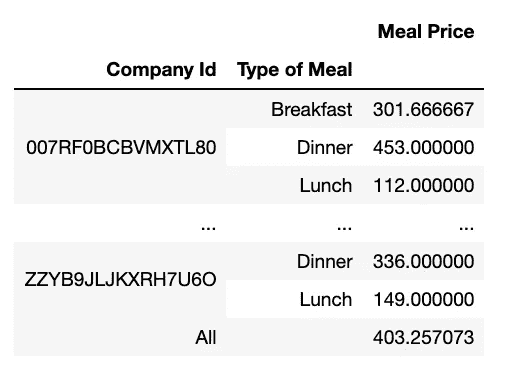 Meal Price
Company Id Type of Meal
Breakfast 301.666667
007RF0BCBVMXTL80 Dinner 453.000000
Lunch 112.000000
... ... ...
Dinner 336.000000
ZZYB9JLJKXRH7U6O
Lunch 149.000000
All 403.257073